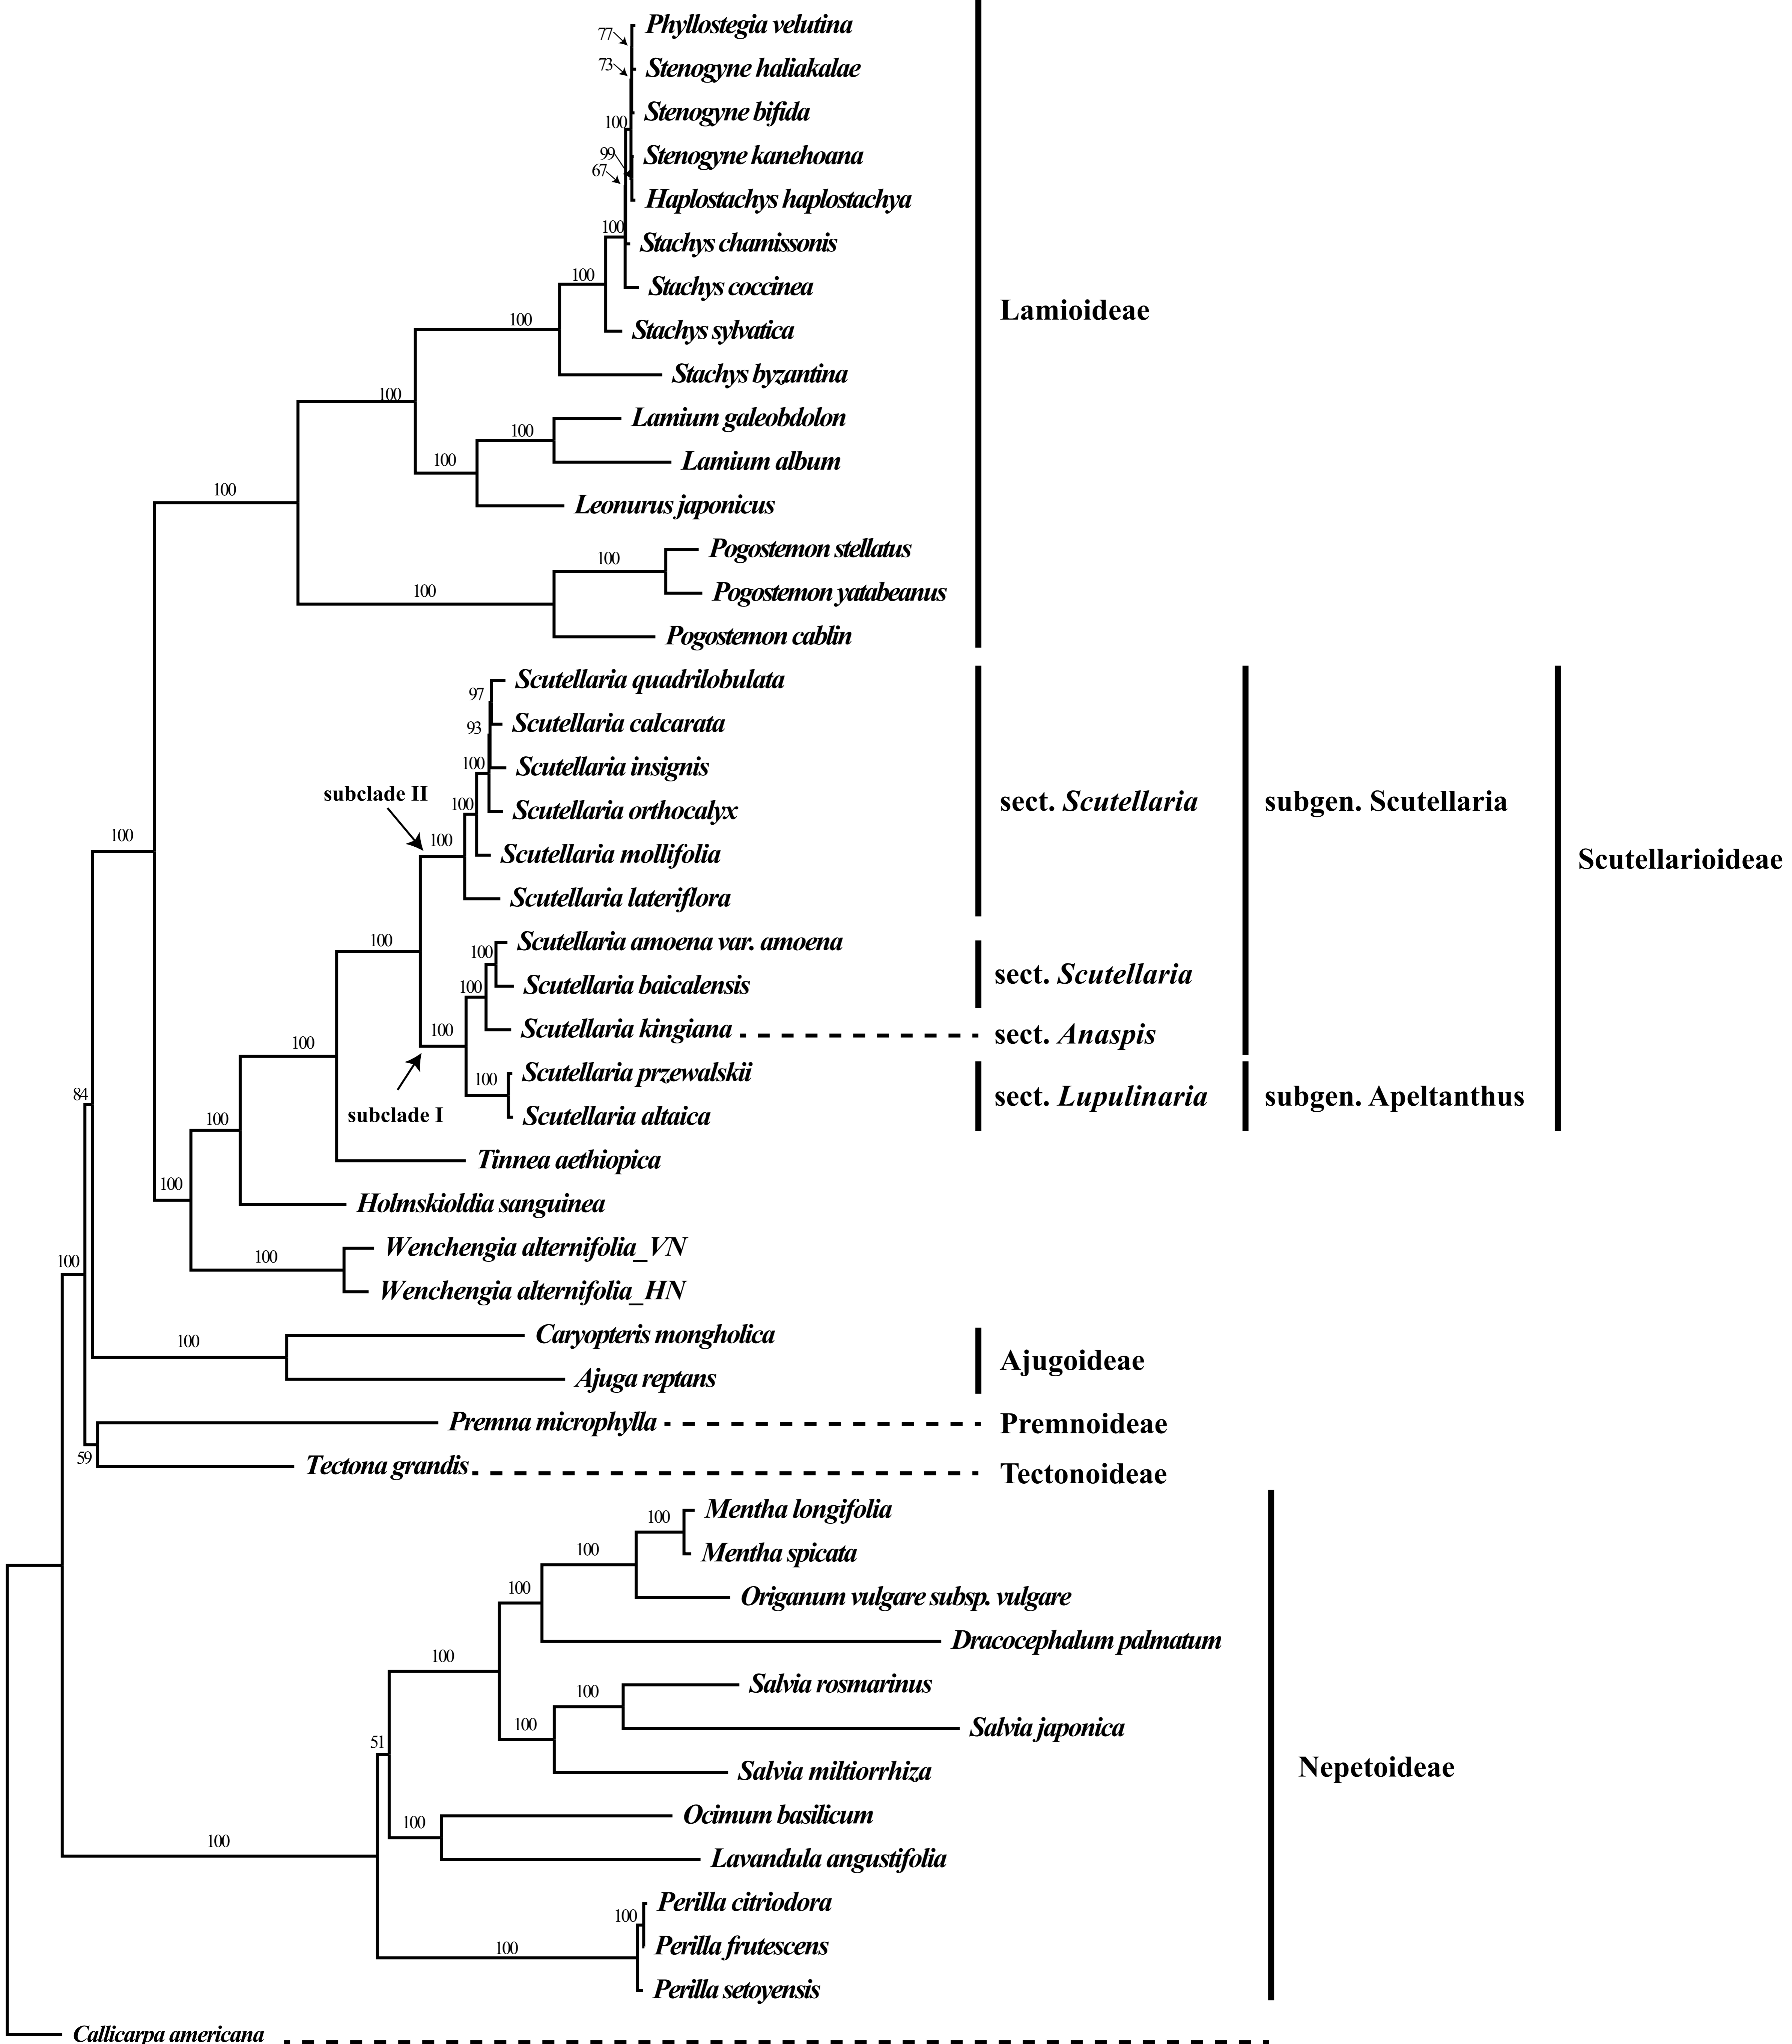 Phyllostegia velutina
77
73
Stenogyne haliakalae
Stenogyne bifida
100
Stenogyne kanehoana
99
67
Haplostachys haplostachya
100
Stachys chamissonis
100
Stachys coccinea
Lamioideae
100
Stachys sylvatica
Stachys byzantina
100
Lamium galeobdolon
100
100
Lamium album
100
Leonurus japonicus
100
Pogostemon stellatus
100
Pogostemon yatabeanus
Pogostemon cablin
Scutellaria quadrilobulata
97
93
Scutellaria calcarata
100
Scutellaria insignis
subclade II
100
Scutellaria orthocalyx
sect. Scutellaria
subgen. Scutellaria
100
100
Scutellaria mollifolia
Scutellarioideae
Scutellaria lateriflora
100
100
Scutellaria amoena var. amoena
100
Scutellaria baicalensis
sect. Scutellaria
100
100
Scutellaria kingiana
sect. Anaspis
100
Scutellaria przewalskii
84
sect. Lupulinaria
subgen. Apeltanthus
100
subclade I
Scutellaria altaica
Tinnea aethiopica
100
Holmskioldia sanguinea
100
100
Wenchengia alternifolia_VN
Wenchengia alternifolia_HN
100
Caryopteris mongholica
Ajugoideae
Ajuga reptans
Premna microphylla
Premnoideae
59
Tectona grandis
Tectonoideae
100
Mentha longifolia
100
Mentha spicata
100
Origanum vulgare subsp. vulgare
100
Dracocephalum palmatum
100
Salvia rosmarinus
100
Salvia japonica
51
Salvia miltiorrhiza
Nepetoideae
100
Ocimum basilicum
100
Lavandula angustifolia
100
Perilla citriodora
100
Perilla frutescens
Perilla setoyensis
Callicarpa americana